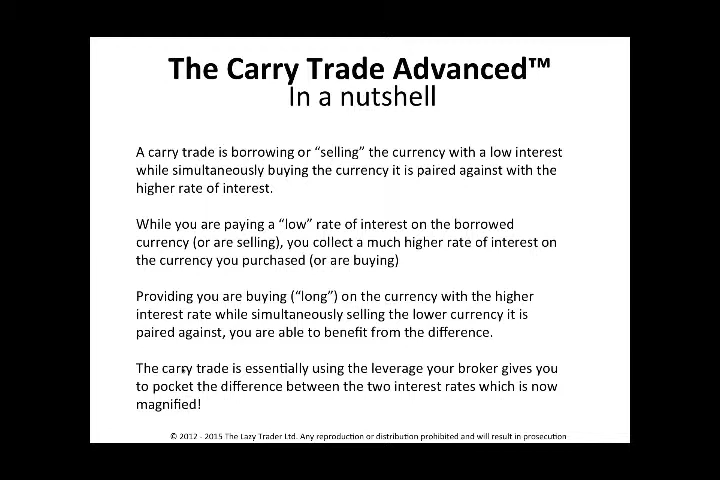 The Carry Trade Advanced™
In a nutshell
A carry trade is borrowing or “selling” the currency with a low interest
while simultaneously buying the currency it is paired against with the
higher rate of interest.
While you are paying a “low” rate of interest on the borrowed
currency (or are selling), you collect a much higher rate of interest on
the currency you purchased (or are buying)
Providing you are buying (“long”) on the currency with the higher
interest rate while simultaneously selling the lower currency it is
paired against, you are able to benefit from the difference.
The carry trade is essentially using the leverage your broker gives you
to pocket the difference between the two interest rates which is now
magnified!
© 2012 - 2015 The Lazy Trader Ltd. Any reproduction or distribution prohibited and will result in prosecution